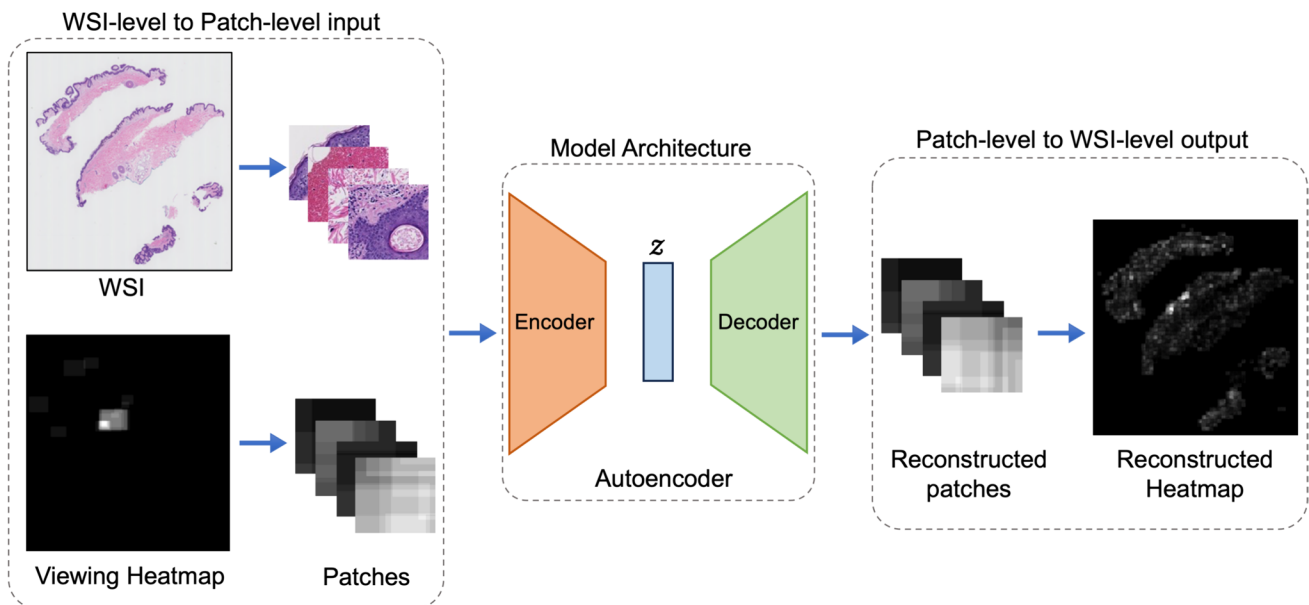 WSI-level to Patch-level input
WSI
Viewing Heatmap
Patches
Model Architecture
z
Encoder
Decoder
Autoencoder
Patch-level to WSI-level output
Reconstructed
patches
Reconstructed
Heatmap